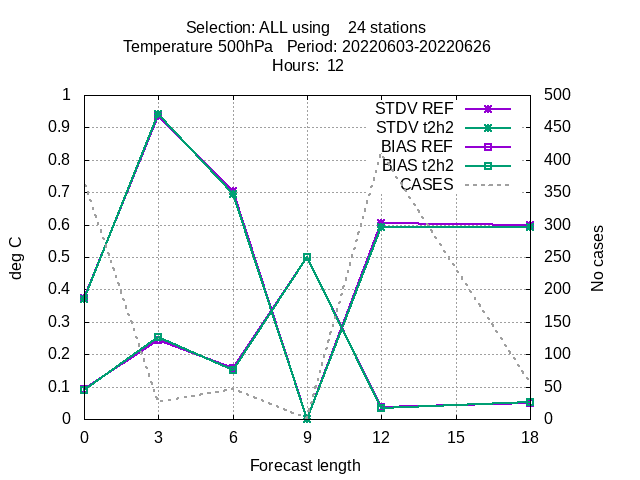 Selection: ALL using    24 stations
Temperature 500hPa   Period: 20220603-20220626
Hours:  12
1
0.9
0.8
0.7
0.6
0.5
0.4
0.3
0.2
0.1
0
deg C
STDV REF
STDV t2h2
BIAS REF
BIAS t2h2
CASES
500
450
400
350
300
250
200
150
100
50
0
No cases
0 3 6 9 12 15 18
Forecast length